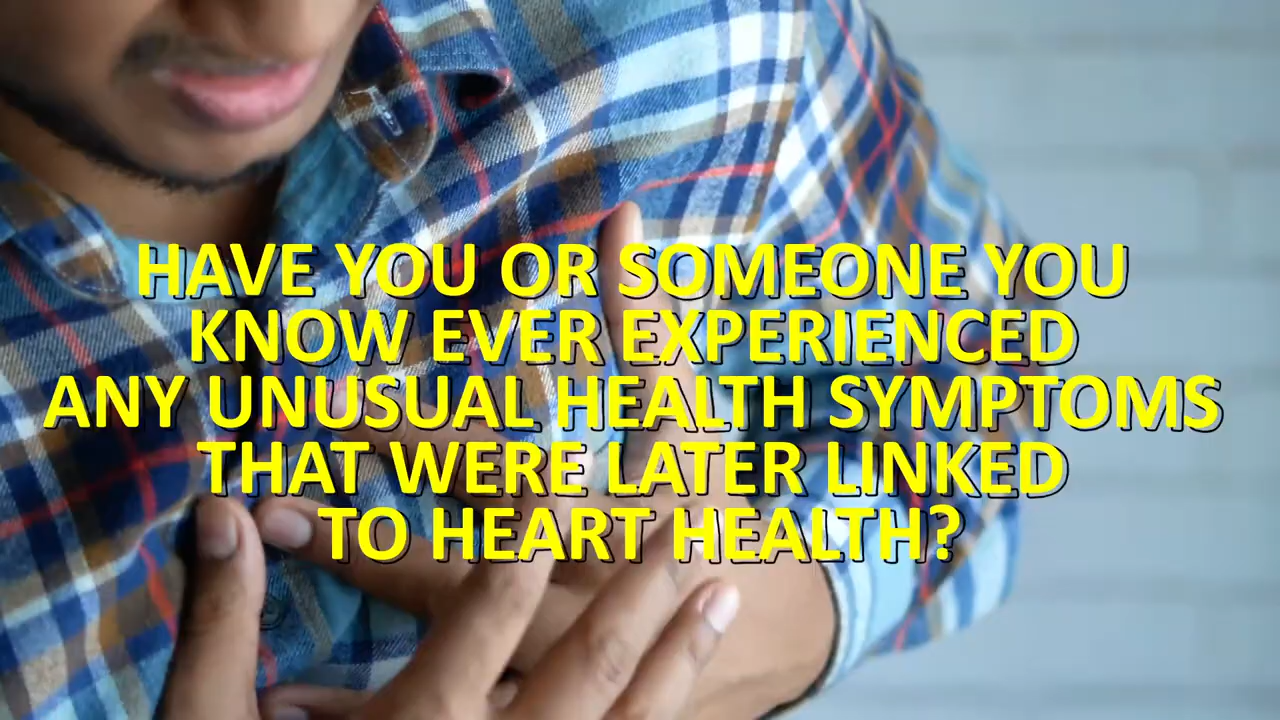 HAVE YOU OR SOMEONE YOU
KNOW EVER EXPERIENCED
ANY UNUSUAL HEALTH SYMPTOMS
THAT WERE LATER LINKED
TO HEART HEALTH?